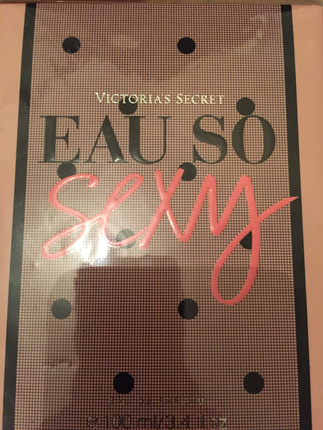 VICTORIA'S SECRET
EAU SO
sexy
100 ml/3.4 fl oz